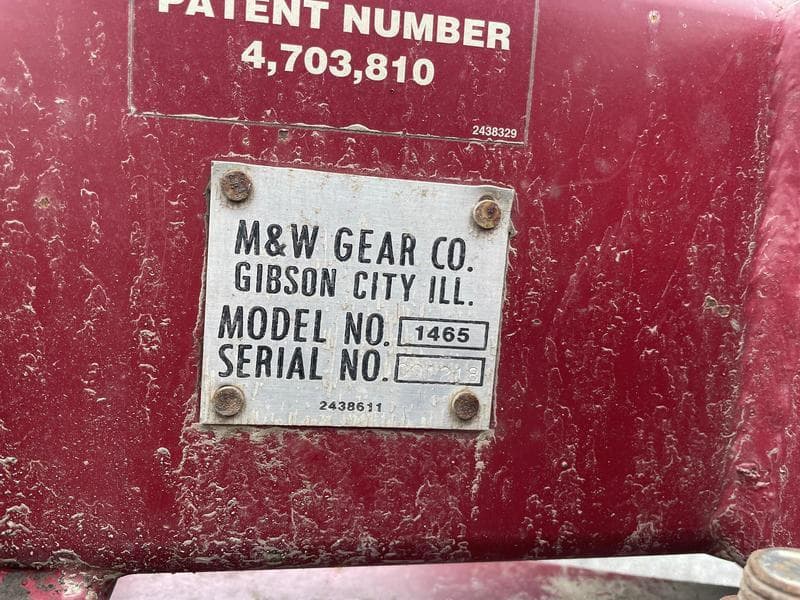 PATENT NUMBER
4,703,810
2438329
M&W GEAR CO.
GIBSON CITY ILL.
MODEL NO. 1465
SERIAL NO.
2438611